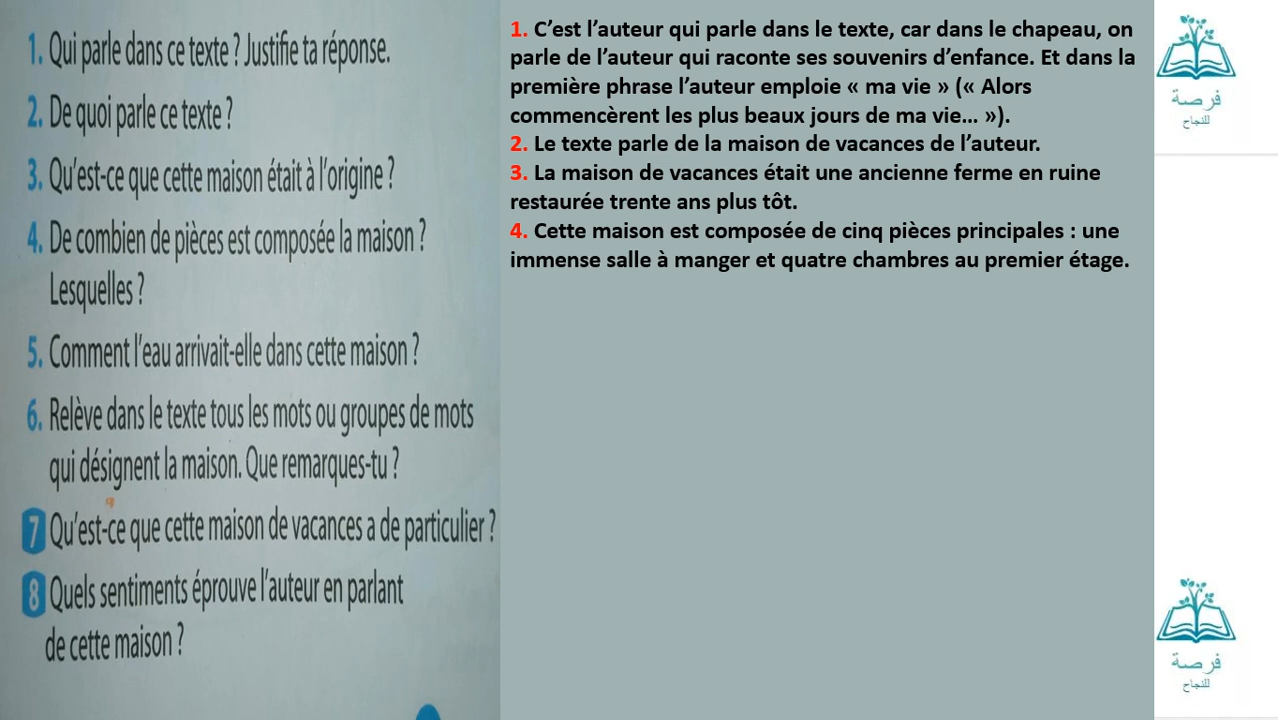 1. Qui parle dans ce texte ? Justifie ta réponse.
2. De quoi parle ce texte ?
3. Qu’est-ce que cette maison était à l’origine ?
4. De combien de pièces est composée la maison ?
Lesquelles ?
5. Comment l’eau arrivait-elle dans cette maison ?
6. Relève dans le texte tous les mots ou groupes de mots
qui désignent la maison. Que remarques-tu ?
7 Qu’est-ce que cette maison de vacances a de particulier ?
8 Quels sentiments éprouve l’auteur en parlant
de cette maison ?
1. C’est l’auteur qui parle dans le texte, car dans le chapeau, on
parle de l’auteur qui raconte ses souvenirs d’enfance. Et dans la
première phrase l’auteur emploie « ma vie » (« Alors
commencèrent les plus beaux jours de ma vie... »).
2. Le texte parle de la maison de vacances de l’auteur.
3. La maison de vacances était une ancienne ferme en ruine
restaurée trente ans plus tôt.
4. Cette maison est composée de cinq pièces principales : une
immense salle à manger et quatre chambres au premier étage.
فرصة
للنجاح
فرصة
للنجاح